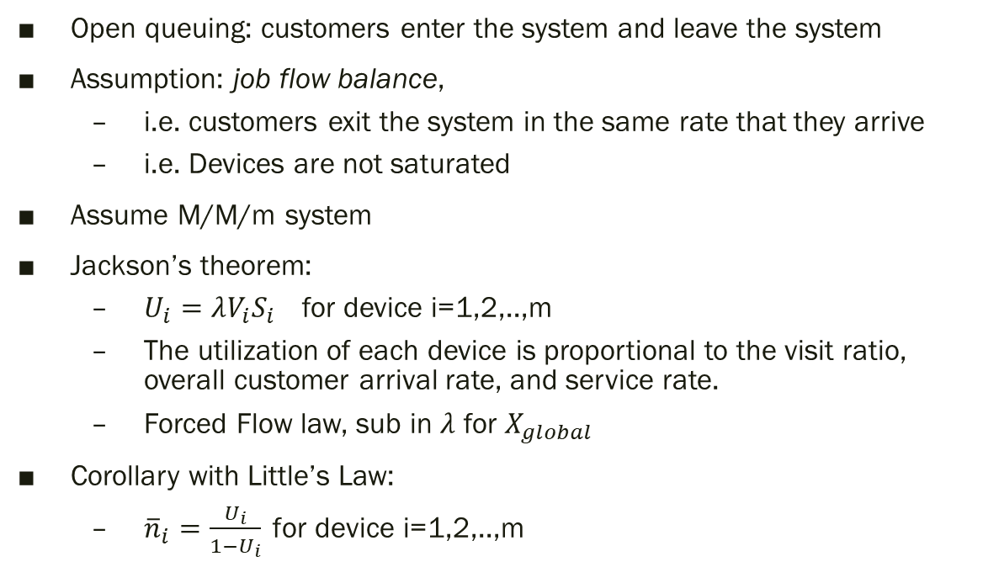 ■ Open queuing: customers enter the system and leave the system
■ Assumption: job flow balance,
– i.e. customers exit the system in the same rate that they arrive
– i.e. Devices are not saturated
■ Assume M/M/m system
■ Jackson's theorem:
– $U_i = \lambda V_i S_i$ for device i=1,2,..,m
– The utilization of each device is proportional to the visit ratio,
overall customer arrival rate, and service rate.
– Forced Flow law, sub in $\lambda$ for $X_{global}$
■ Corollary with Little's Law:
– $\bar{n}_i = \frac{U_i}{1-U_i}$ for device i=1,2,..,m